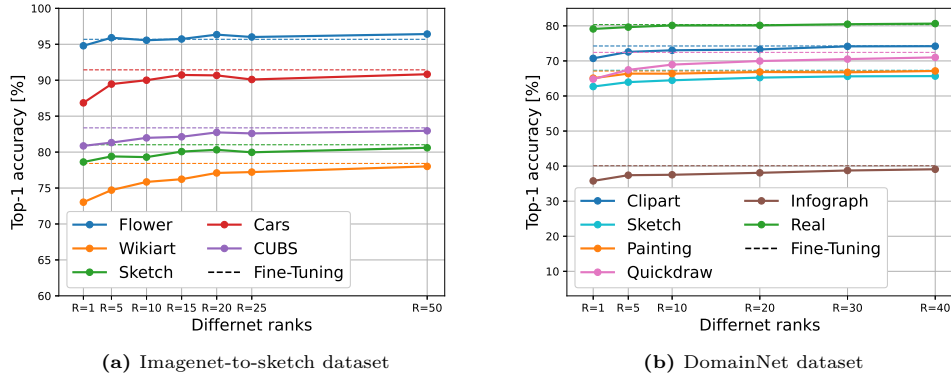 100
95
90
85
80
75
70
65
60
Top-1 accuracy [%]
Flower
Wikiart
Sketch
Cars
CUBS
Fine-Tuning
R=1 R=5 R=10 R=15 R=20 R=25 R=50
Differnet ranks
(a) Imagenet-to-sketch dataset
80
70
60
50
40
30
20
10
Top-1 accuracy [%]
Clipart
Sketch
Painting
Quickdraw
Infograph
Real
Fine-Tuning
R=1 R=5 R=10 R=20 R=30 R=40
Differnet ranks
(b) DomainNet dataset